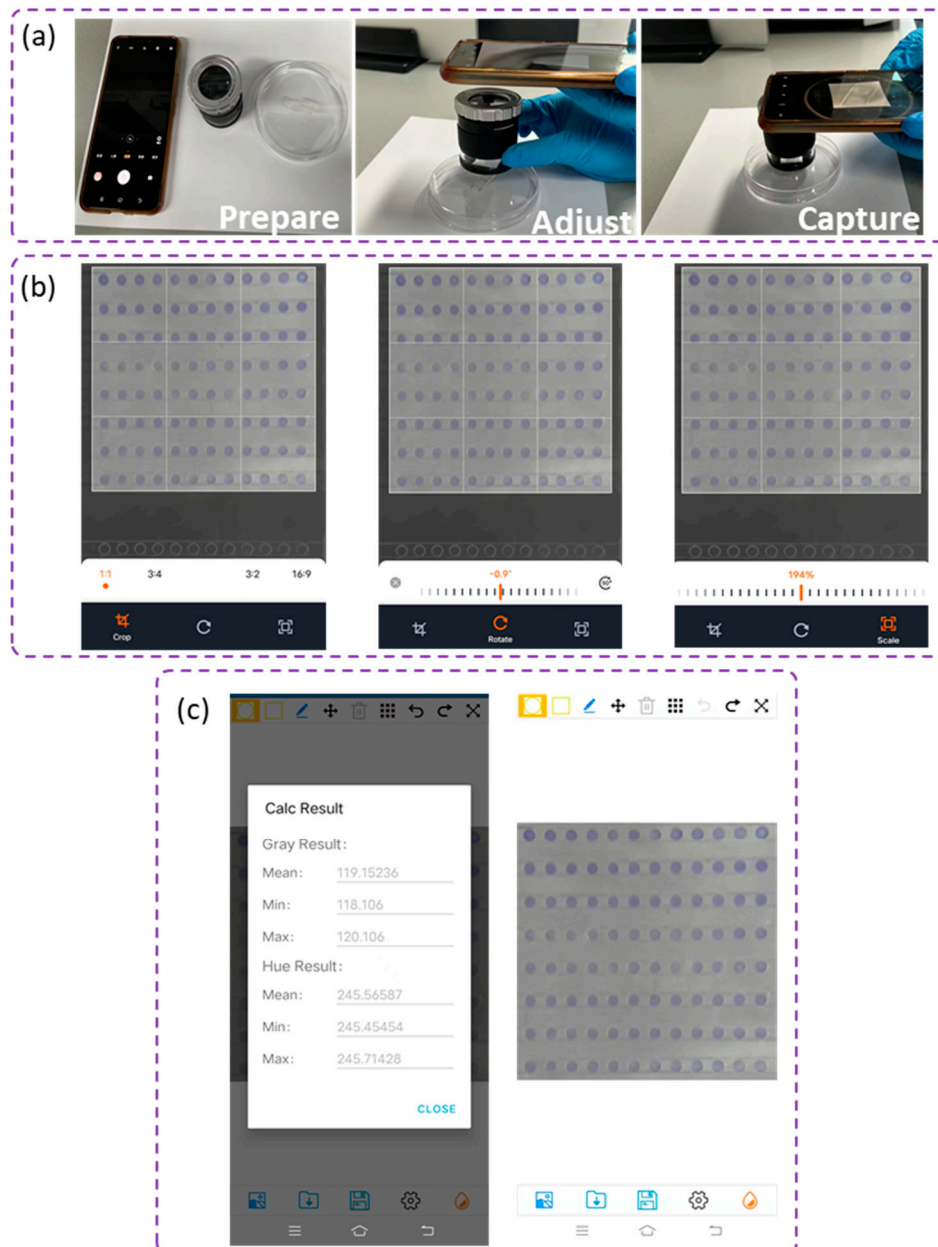 (a)
Prepare
Adjust
Capture
(b)
1:1 3:4 3:2 16:9
Crop
-0.9°
90°
Rotate
194%
Scale
(c)
Calc Result
Gray Result:
Mean: 119.15236
Min: 118.106
Max: 120.106
Hue Result:
Mean: 245.56587
Min: 245.45454
Max: 245.71428
CLOSE